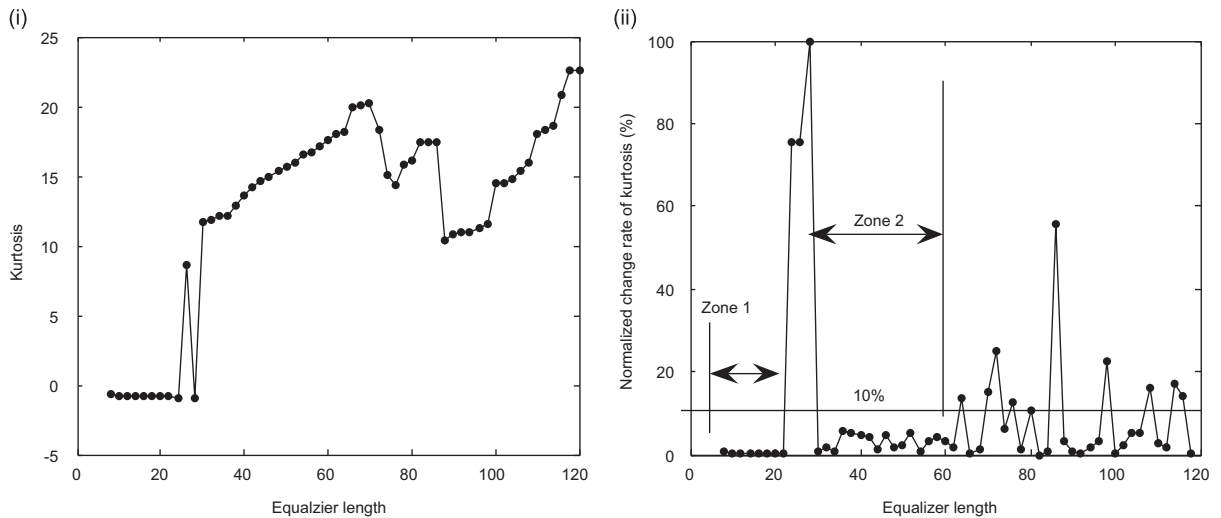 (i)
25
20
15
10
5
0
-5
Kurtosis
0 20 40 60 80 100 120
Equalzier length
(ii)
100
80
60
40
20
0
Normalized change rate of kurtosis (%)
Zone 2
Zone 1
10%
0 20 40 60 80 100 120
Equalizer length